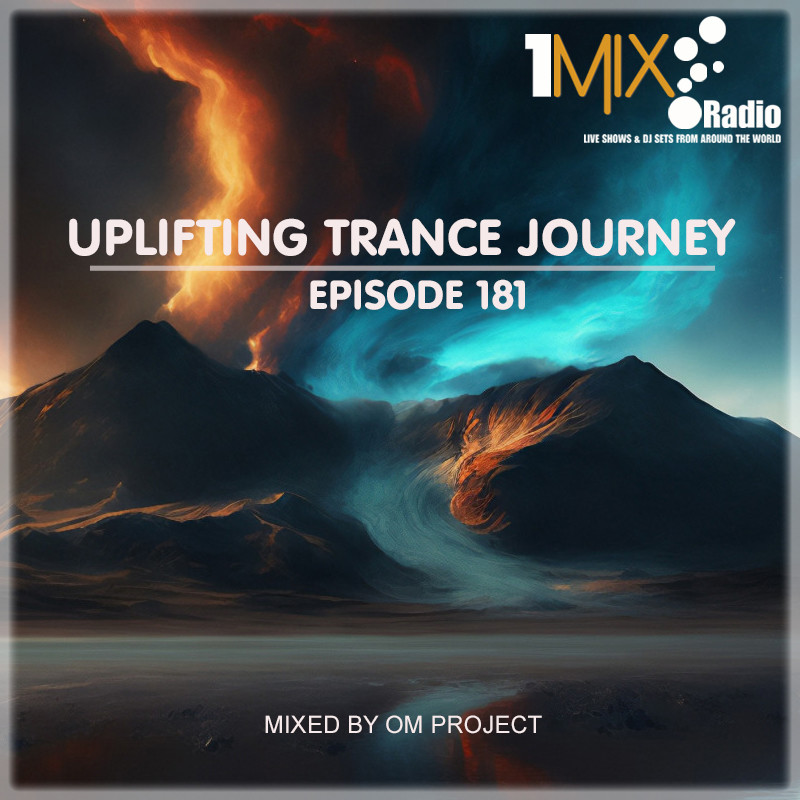 1MIX
Radio
LIVE SHOWS & DJ SETS FROM AROUND THE WORLD
UPLIFTING TRANCE JOURNEY
EPISODE 181
MIXED BY OM PROJECT